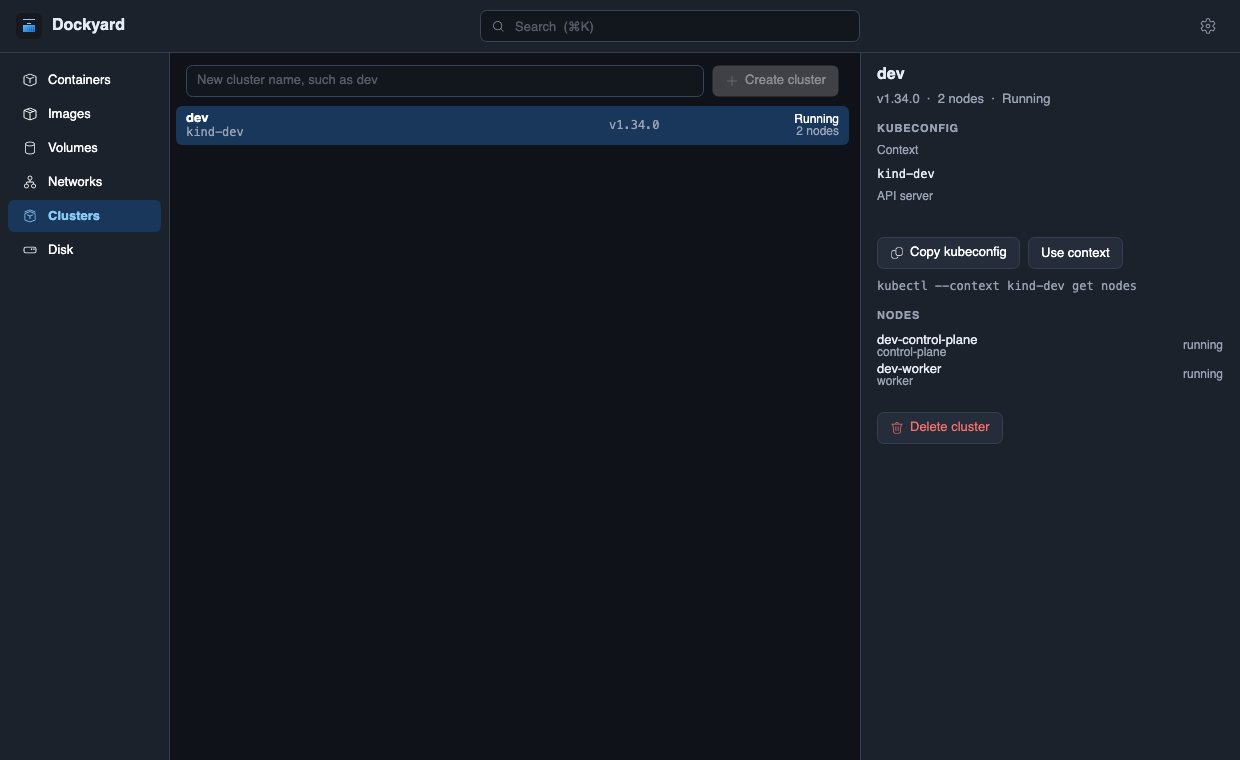 Dockyard
Search (⌘K)
Containers
Images
Volumes
Networks
Clusters
Disk
New cluster name, such as dev
Create cluster
dev
kind-dev
v1.34.0
Running
2 nodes
dev
v1.34.0 · 2 nodes · Running
KUBECONFIG
Context
kind-dev
API server
Copy kubeconfig
Use context
kubectl --context kind-dev get nodes
NODES
dev-control-plane
control-plane
running
dev-worker
worker
running
Delete cluster